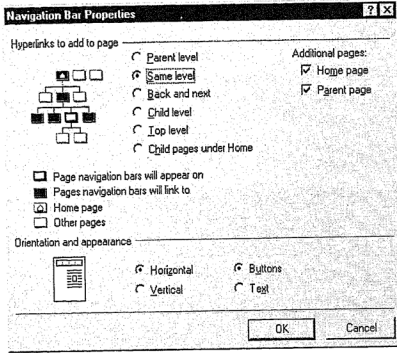 Navigation Bar Properties
Hyperlinks to add to page
Parent level
Same level
Back and next
Child level
Top level
Child pages under Home
Additional pages:
Home page
Parent page
Page navigation bars will appear on
Pages navigation bars will link to
Home page
Other pages
Orientation and appearance
Horizontal
Vertical
Buttons
Text
OK
Cancel